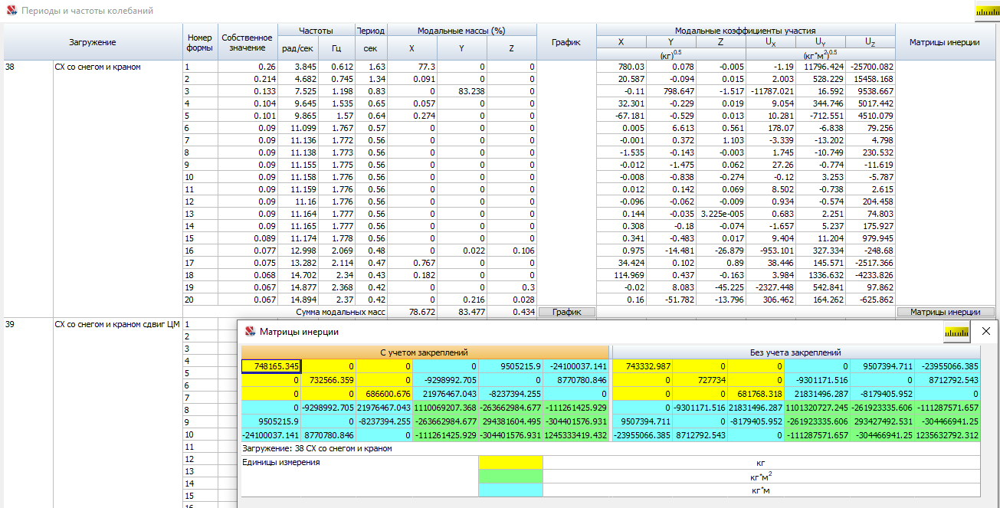 Периоды и частоты колебаний
Загружение Номер формы Собственное значение Частоты Период Модальные массы (%) График Модальные коэффициенты участия Матрицы инерции
рад/сек Гц сек X Y Z X Y Z UX UY UZ
(кг)0.5 (кг*м2)0.5
38 СХ со снегом и краном 1 0.26 3.845 0.612 1.63 77.3 0 0 780.03 0.078 -0.005 -1.19 11796.424 -25700.082
2 0.214 4.682 0.745 1.34 0.091 0 0 20.587 -0.094 0.015 2.003 528.229 15458.168
3 0.133 7.525 1.198 0.83 0 83.238 0 -0.11 798.647 -1.517 -11787.021 16.592 9538.667
4 0.104 9.645 1.535 0.65 0.057 0 0 32.301 -0.229 0.019 9.054 344.746 5017.442
5 0.101 9.865 1.57 0.64 0.274 0 0 -67.181 -0.529 0.013 10.281 -712.551 4510.079
6 0.09 11.099 1.767 0.57 0 0 0 0.005 6.613 0.561 178.07 -6.838 79.256
7 0.09 11.136 1.772 0.56 0 0 0 -0.001 0.372 1.103 -3.339 -13.202 4.798
8 0.09 11.138 1.773 0.56 0 0 0 -1.535 -0.143 -0.003 1.745 -10.749 230.532
9 0.09 11.155 1.775 0.56 0 0 0 -0.012 -1.475 0.062 27.26 -0.774 -11.619
10 0.09 11.158 1.776 0.56 0 0 0 -0.008 -0.838 -0.274 -0.12 3.253 -5.787
11 0.09 11.159 1.776 0.56 0 0 0 0.012 0.142 0.069 8.502 -0.738 2.615
12 0.09 11.16 1.776 0.56 0 0 0 -0.096 -0.062 -0.009 0.934 -0.574 204.458
13 0.09 11.164 1.777 0.56 0 0 0 0.144 -0.035 3.225e-005 0.683 2.251 74.803
14 0.09 11.165 1.777 0.56 0 0 0 0.308 -0.18 -0.074 -1.657 5.237 175.927
15 0.089 11.174 1.778 0.56 0 0 0 0.341 -0.483 0.017 9.404 11.204 979.945
16 0.077 12.998 2.069 0.48 0 0.022 0.106 0.975 -14.481 -26.879 -953.101 327.334 -248.68
17 0.075 13.282 2.114 0.47 0.767 0 0 34.424 0.102 0.89 38.446 145.571 -2517.366
18 0.068 14.702 2.34 0.43 0.182 0 0 114.969 0.437 -0.163 3.984 1336.632 -4233.826
19 0.067 14.877 2.368 0.42 0 0 0.3 -0.02 8.083 -45.225 -2327.448 542.841 97.862
20 0.067 14.894 2.37 0.42 0 0.216 0.028 0.16 -51.782 -13.796 306.462 164.262 -625.862
Сумма модальных масс 78.672 83.477 0.434 График Матрицы инерции
39 СХ со снегом и краном сдвиг ЦМ 1
2
3
4
5
6
7
8
9
10
11
12
13
14
15
16
Матрицы инерции
С учетом закреплений Без учета закреплений
748165.345 0 0 0 9505215.9 -24100037.141 743332.987 0 0 0 9507394.711 -23955066.385
0 732566.359 0 -9298992.705 0 8770780.846 0 727734 0 -9301171.516 0 8712792.543
0 0 686600.676 21976467.043 -8237394.255 0 0 0 681768.318 21831496.287 -8179405.952 0
0 -9298992.705 21976467.043 1110069207.368 -263662984.677 -111261425.929 0 -9301171.516 21831496.287 1101320727.245 -261923335.606 -111287571.657
9505215.9 0 -8237394.255 -263662984.677 294381604.495 -304401576.931 9507394.711 0 -8179405.952 -261923335.606 293427492.531 -304466941.25
-24100037.141 8770780.846 0 -111261425.929 -304401576.931 1245333419.432 -23955066.385 8712792.543 0 -111287571.657 -304466941.25 1235632792.312
Загружение: 38 СХ со снегом и краном
Единицы измерения кг
кг*м2
кг*м